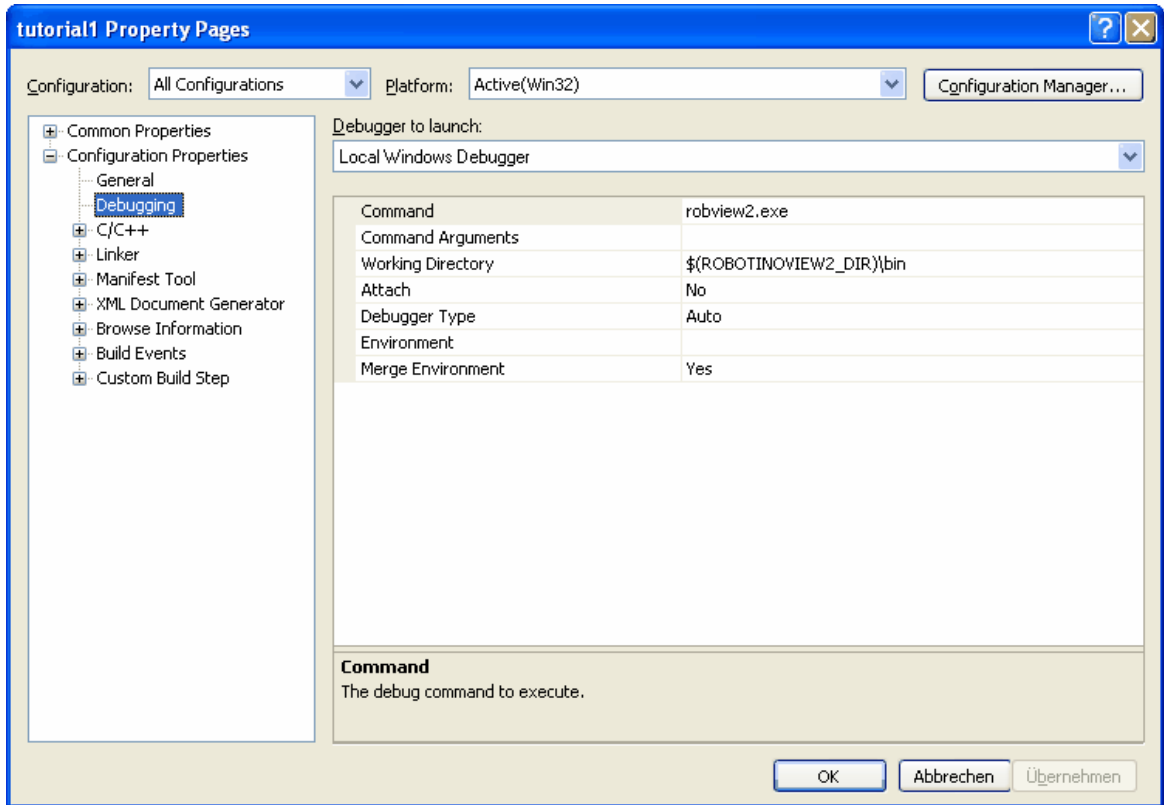 tutorial1 Property Pages
Configuration: All Configurations Platform: Active(Win32) Configuration Manager...
Common Properties
Configuration Properties
General
Debugging
C/C++
Linker
Manifest Tool
XML Document Generator
Browse Information
Build Events
Custom Build Step
Debugger to launch:
Local Windows Debugger
Command robview2.exe
Command Arguments
Working Directory $(ROBOTINOVIEW2_DIR)\bin
Attach No
Debugger Type Auto
Environment
Merge Environment Yes
Command
The debug command to execute.
OK Abbrechen Übernehmen